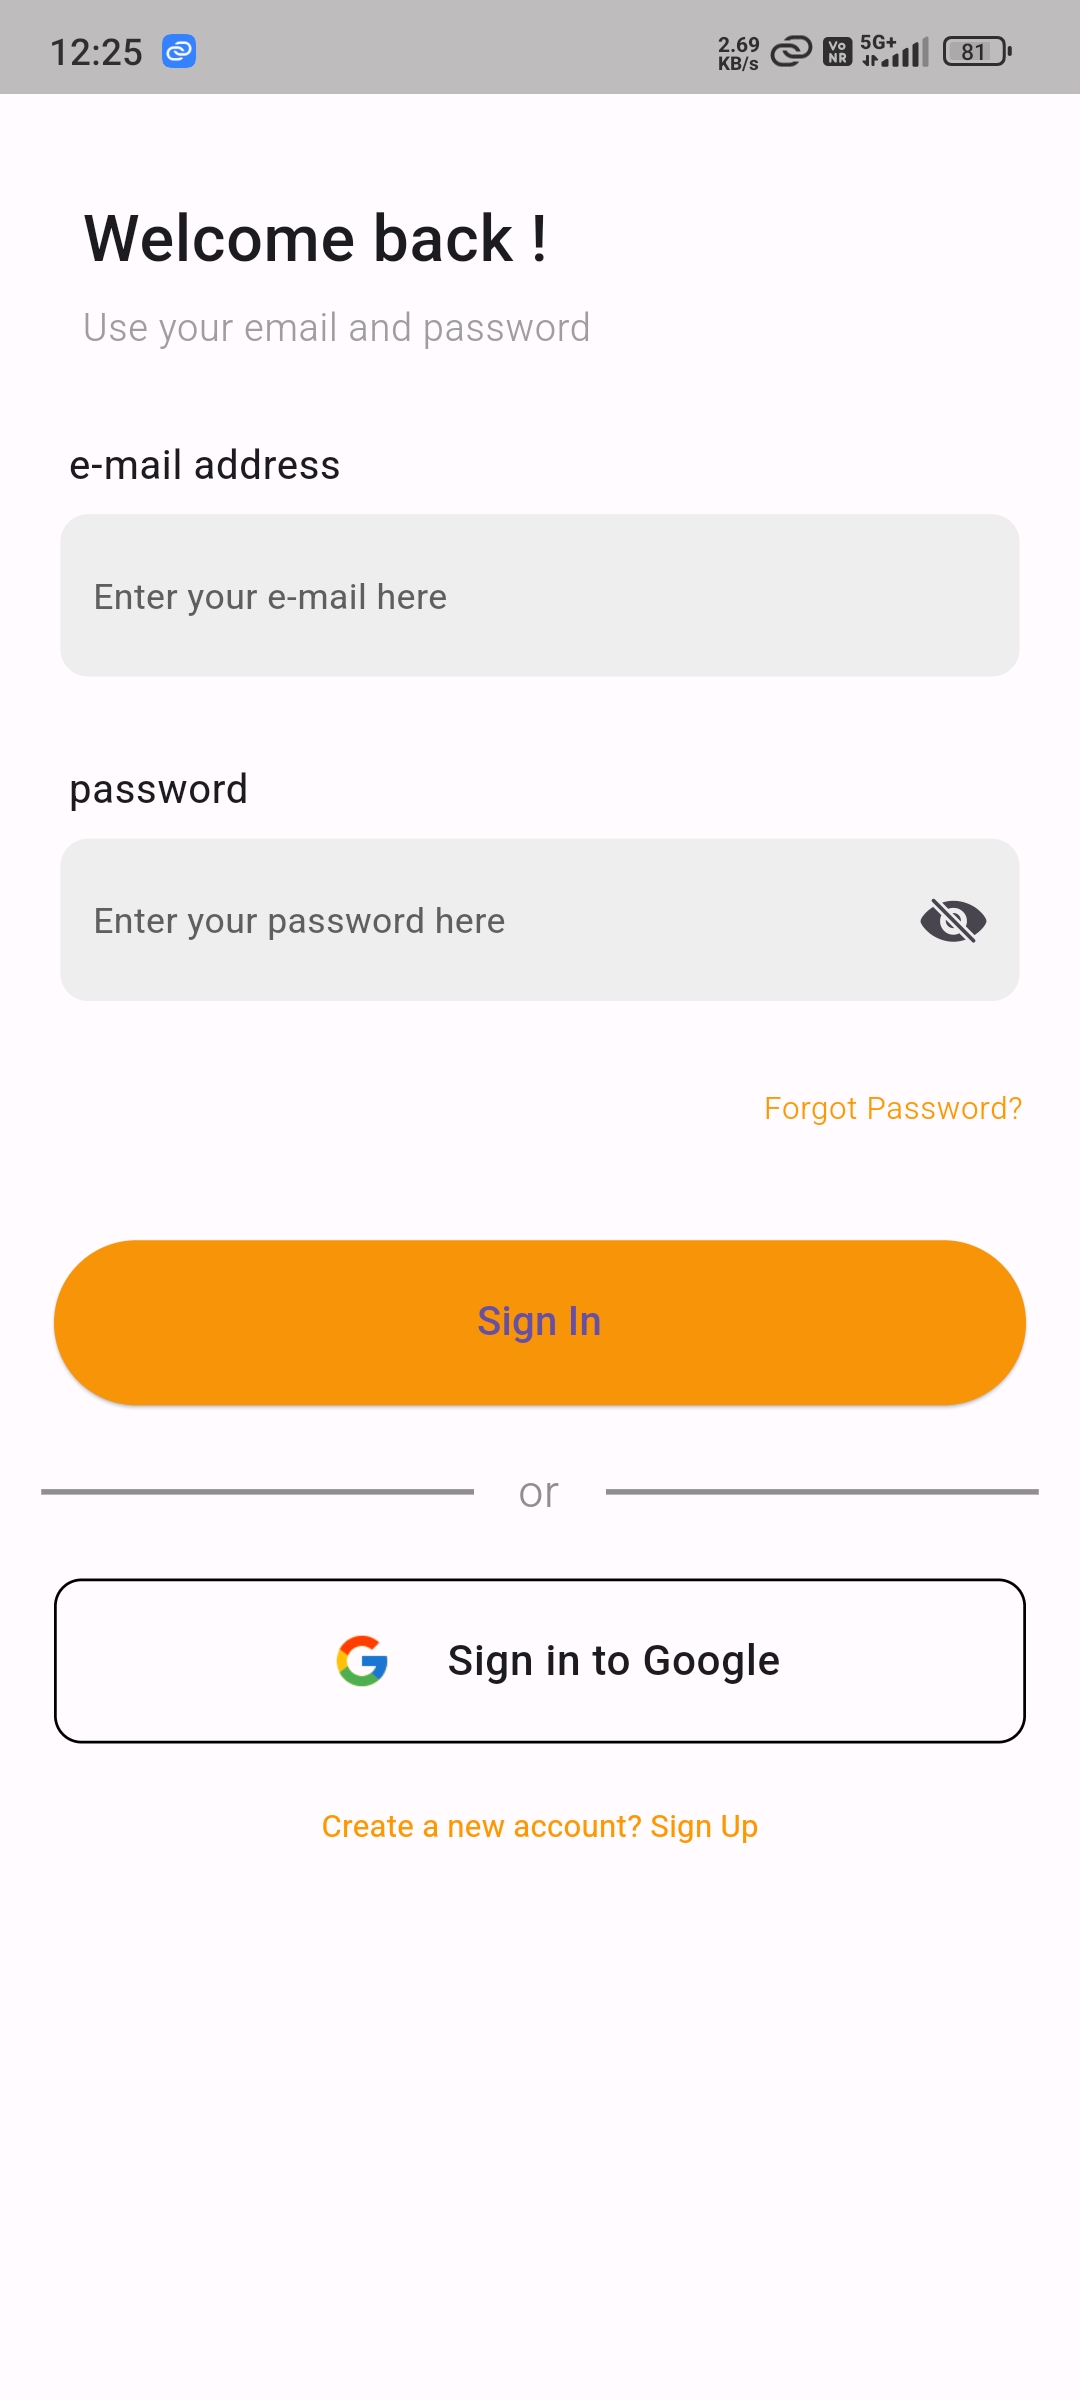 12:25
2.69 KB/s
Vo NR
5G+
81
Welcome back !
Use your email and password
e-mail address
Enter your e-mail here
password
Enter your password here
Forgot Password?
Sign In
or
Sign in to Google
Create a new account? Sign Up